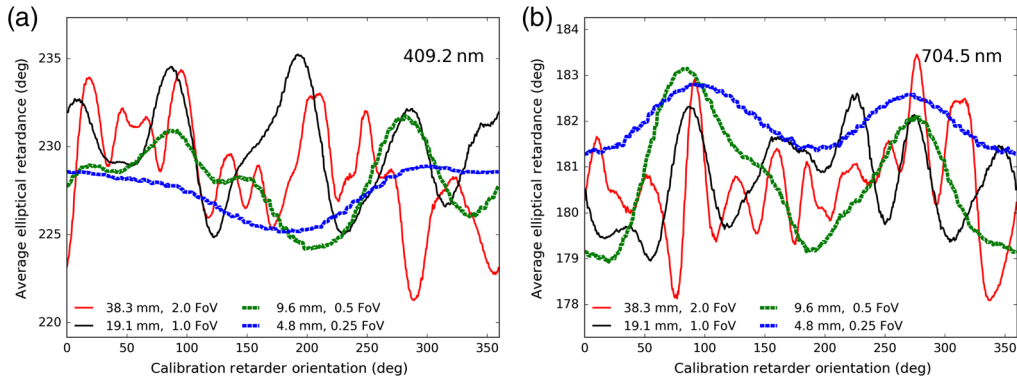 (a)
409.2 nm
Average elliptical retardance (deg)
235
230
225
220
38.3 mm, 2.0 FoV
19.1 mm, 1.0 FoV
9.6 mm, 0.5 FoV
4.8 mm, 0.25 FoV
0 50 100 150 200 250 300 350
Calibration retarder orientation (deg)
(b)
704.5 nm
Average elliptical retardance (deg)
184
183
182
181
180
179
178
38.3 mm, 2.0 FoV
19.1 mm, 1.0 FoV
9.6 mm, 0.5 FoV
4.8 mm, 0.25 FoV
0 50 100 150 200 250 300 350
Calibration retarder orientation (deg)